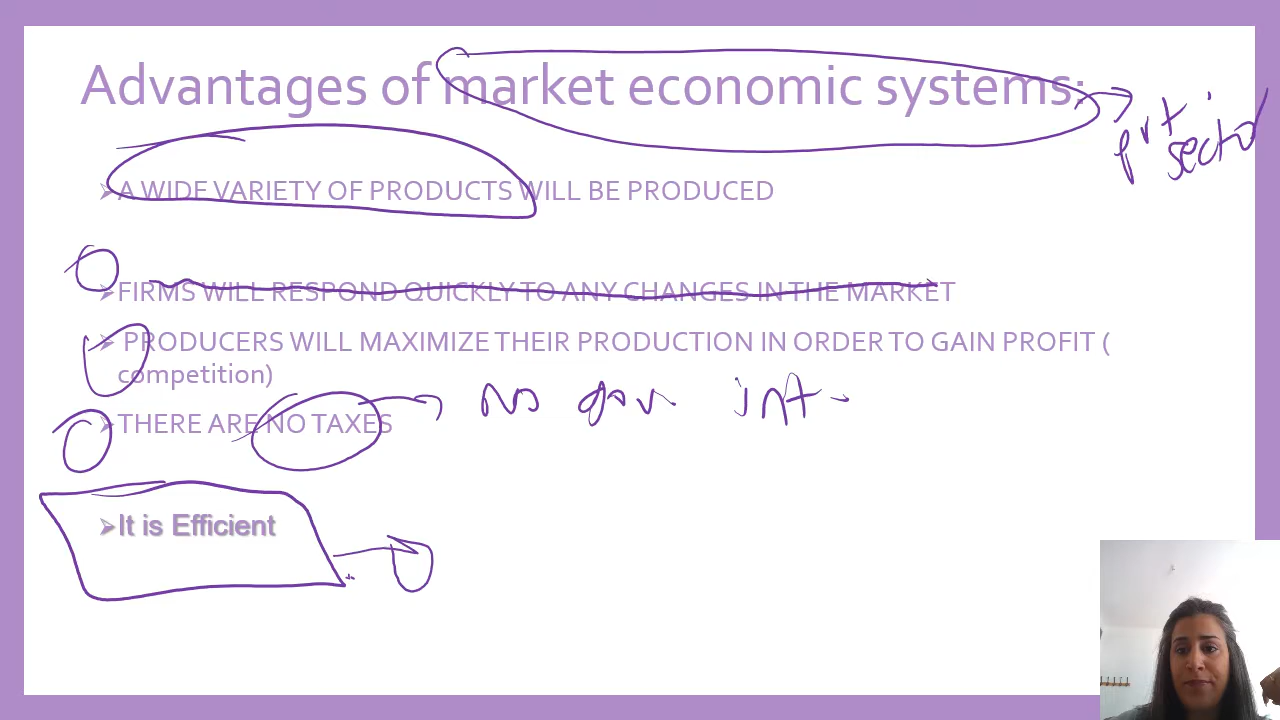 Advantages of market economic systems:
prt sector
➢A WIDE VARIETY OF PRODUCTS WILL BE PRODUCED
➢FIRMS WILL RESPOND QUICKLY TO ANY CHANGES IN THE MARKET
➢ PRODUCERS WILL MAXIMIZE THEIR PRODUCTION IN ORDER TO GAIN PROFIT (
competition)
➢THERE ARE NO TAXES
No gov int.
➢It is Efficient